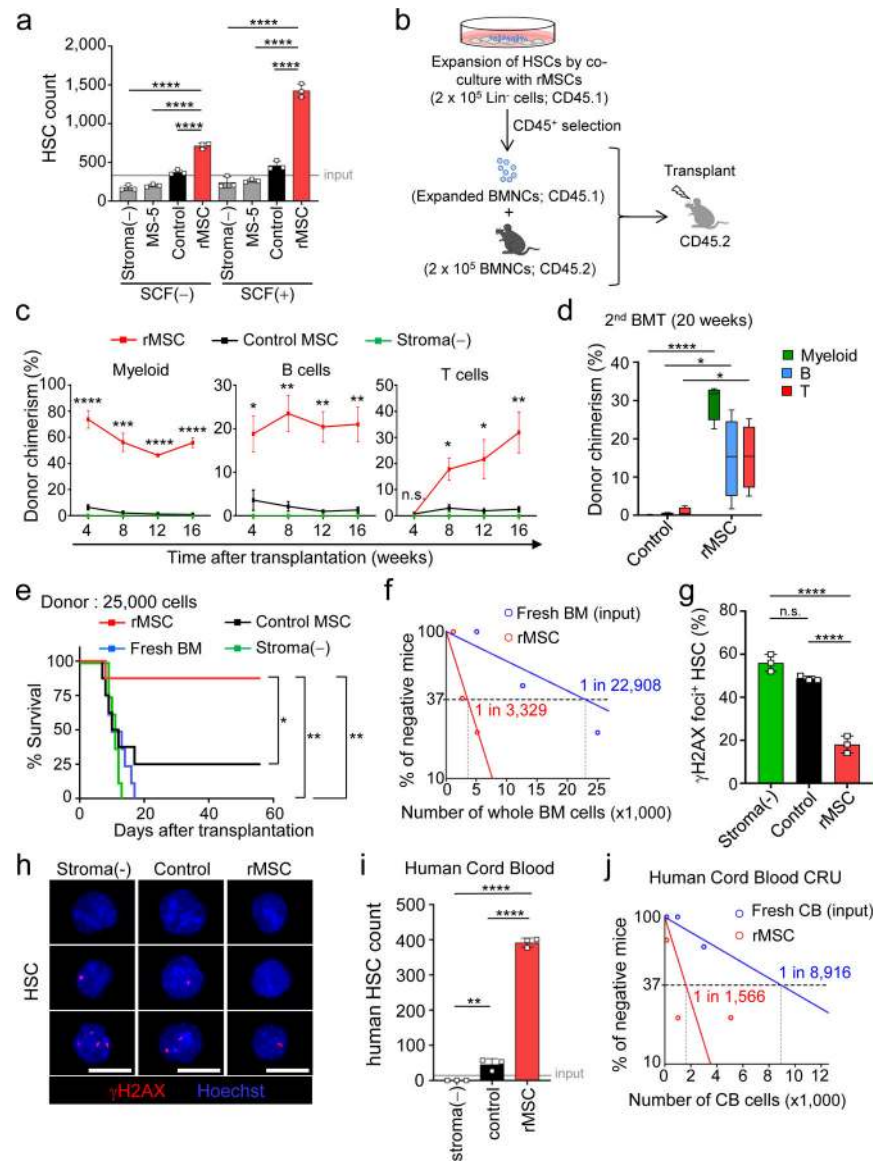 a
****
****
****
****
****
****
HSC count
2,000
1,500
1,000
500
0
input
Stroma(−)
MS-5
Control
rMSC
Stroma(−)
MS-5
Control
rMSC
SCF(−)
SCF(+)
b
Expansion of HSCs by co-
culture with rMSCs
(2 x 10⁵ Lin⁻ cells; CD45.1)
CD45⁺ selection
(Expanded BMNCs; CD45.1)
+
(2 x 10⁵ BMNCs; CD45.2)
Transplant
CD45.2
c
rMSC
Control MSC
Stroma(−)
Donor chimerism (%)
Myeloid
100
80
60
40
20
0
****
***
****
****
4 8 12 16
B cells
30
20
10
0
*
**
**
**
4 8 12 16
T cells
50
40
30
20
10
0
n.s.
*
*
**
4 8 12 16
Time after transplantation (weeks)
d
2ⁿᵈ BMT (20 weeks)
Donor chimerism (%)
40
30
20
10
0
****
*
*
Myeloid
B
T
Control
rMSC
e
Donor : 25,000 cells
rMSC
Control MSC
Fresh BM
Stroma(−)
% Survival
100
75
50
25
0
0 20 40 60
Days after transplantation
*
**
**
f
Fresh BM (input)
rMSC
% of negative mice
100
37
10
1 in 22,908
1 in 3,329
0 5 10 15 20 25
Number of whole BM cells (x1,000)
g
γH2AX foci⁺ HSC (%)
80
60
40
20
0
****
n.s.
****
Stroma(-)
Control
rMSC
h
Stroma(-)
Control
rMSC
HSC
γH2AX
Hoechst
i
Human Cord Blood
human HSC count
500
400
300
200
100
0
****
****
**
input
stroma(−)
control
rMSC
j
Human Cord Blood CRU
Fresh CB (input)
rMSC
% of negative mice
100
37
10
1 in 8,916
1 in 1,566
0 2 4 6 8 10 12
Number of CB cells (x1,000)